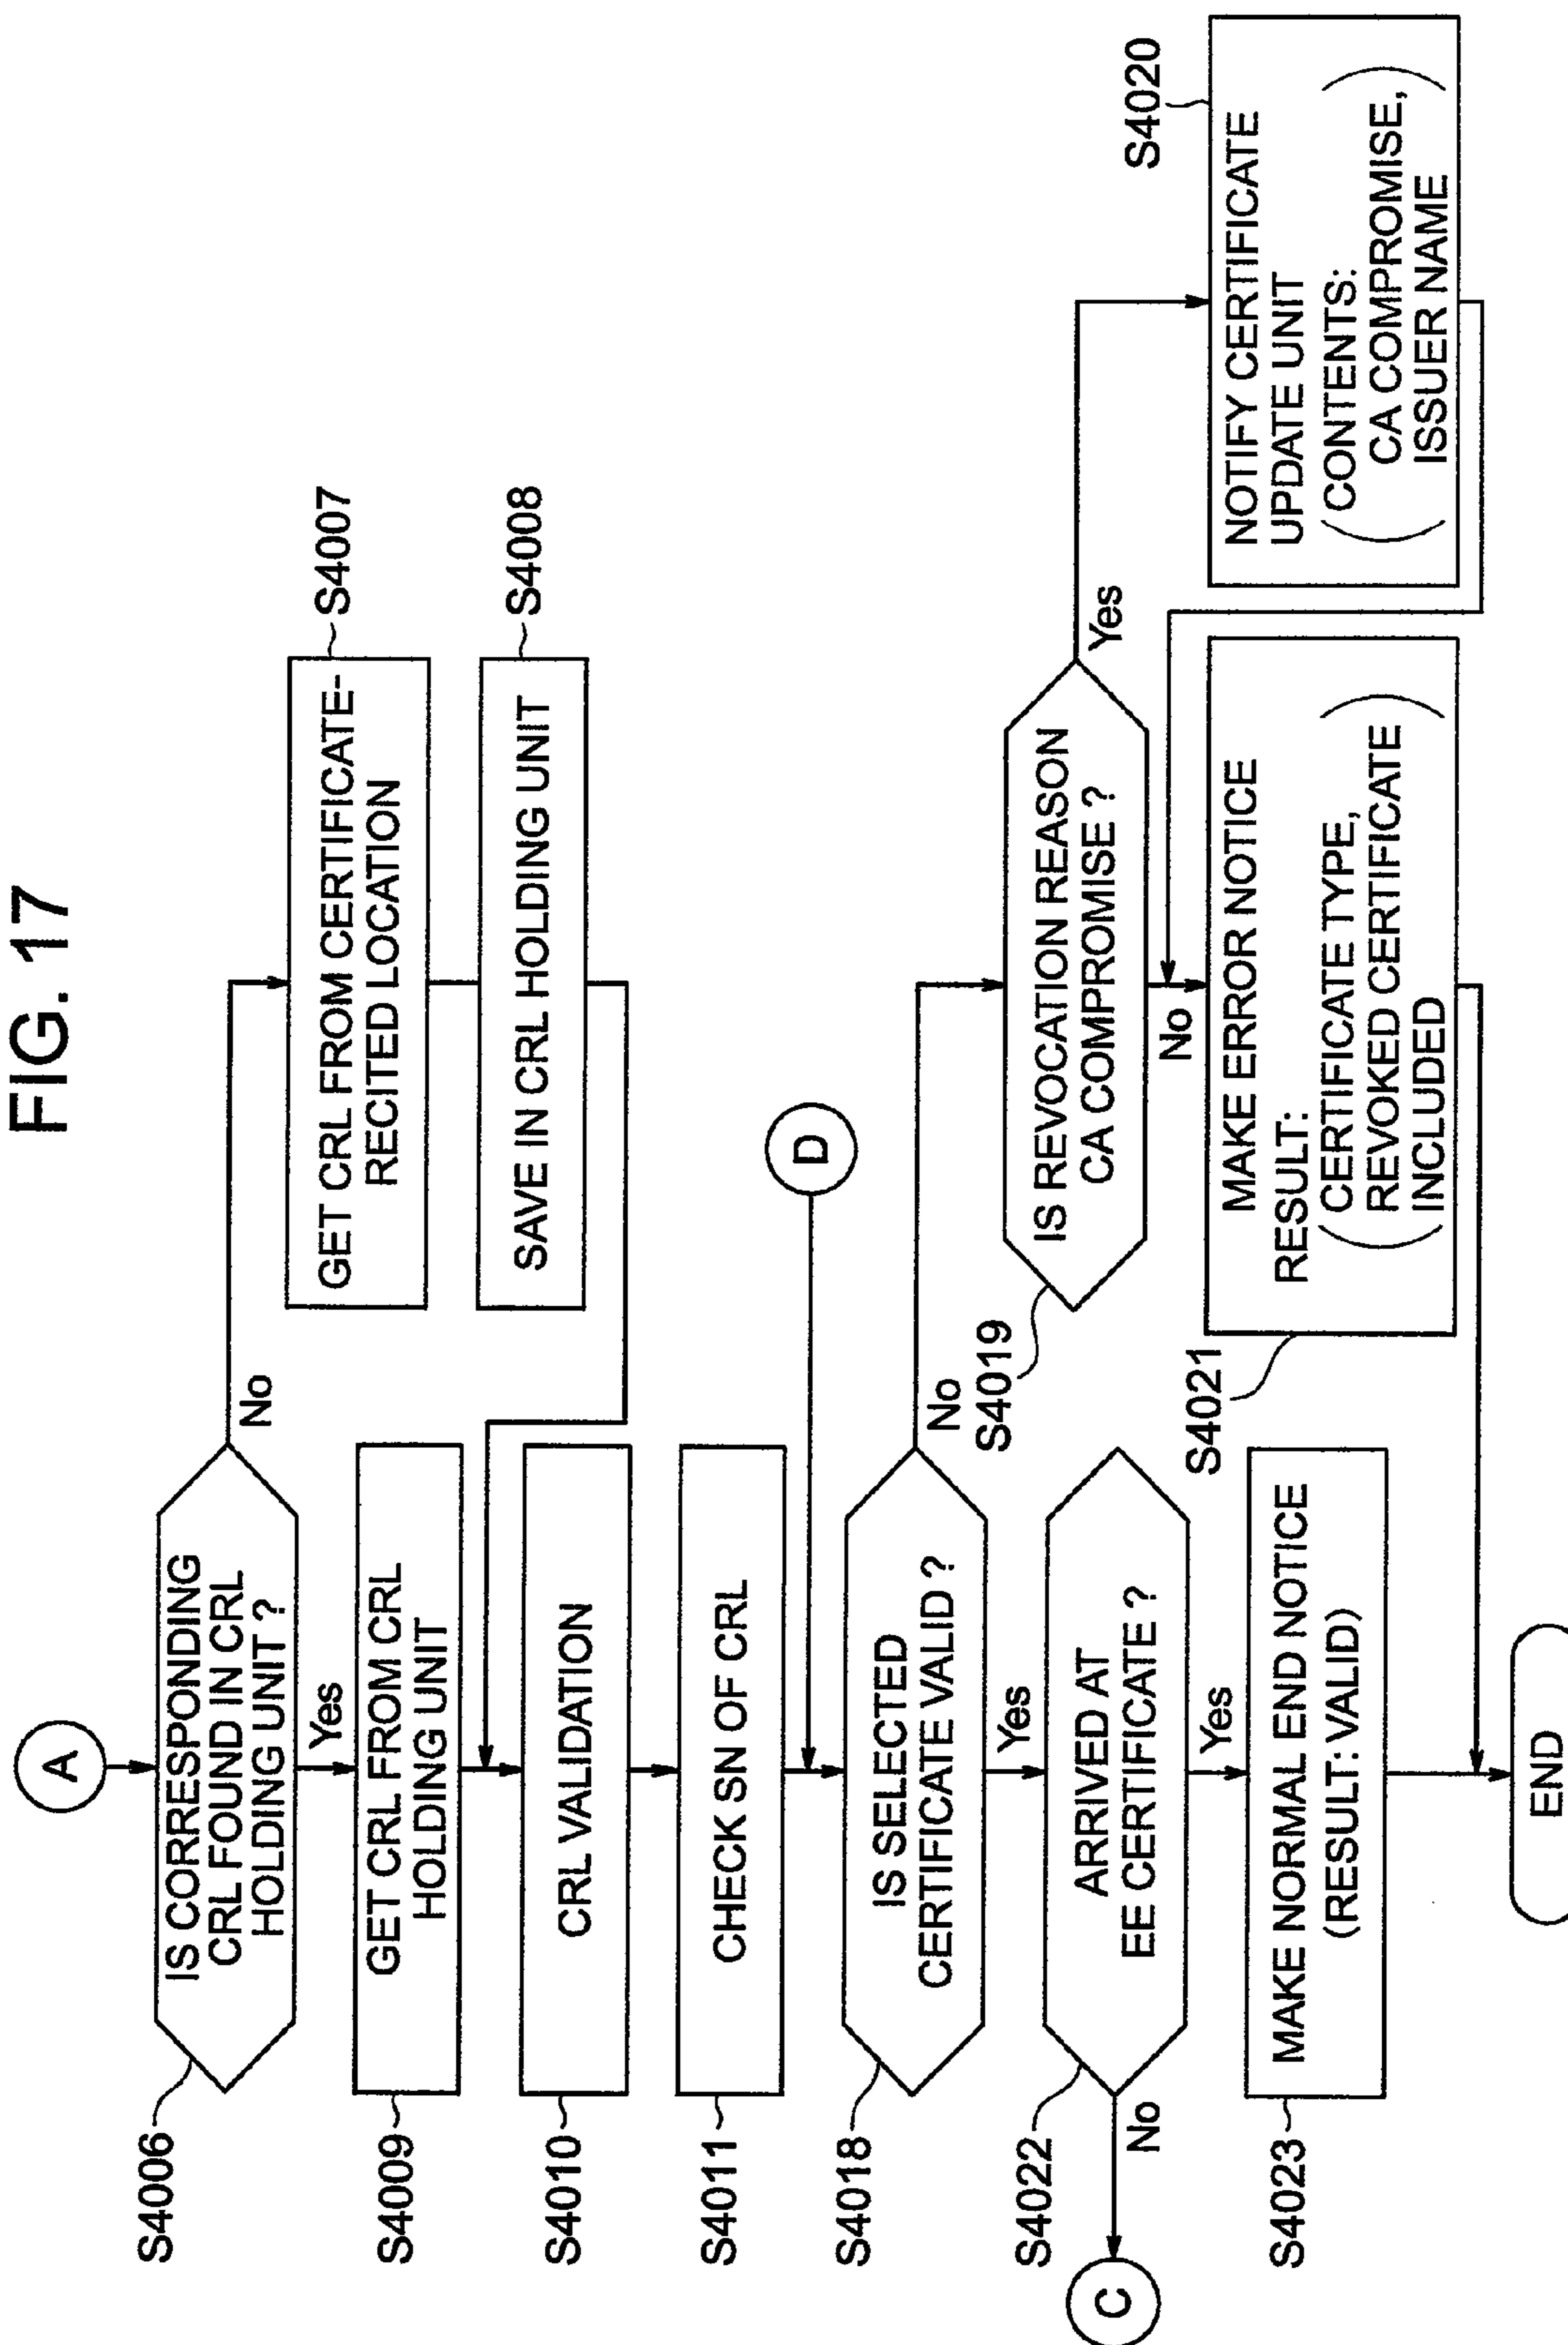 FIG. 17
A
S4006
IS CORRESPONDING
CRL FOUND IN CRL
HOLDING UNIT ?
No
Yes
GET CRL FROM CERTIFICATE-
RECITED LOCATION
S4007
SAVE IN CRL HOLDING UNIT
S4008
S4009
GET CRL FROM CRL
HOLDING UNIT
S4010
CRL VALIDATION
S4011
CHECK SN OF CRL
D
S4018
IS SELECTED
CERTIFICATE VALID ?
No
Yes
S4019
IS REVOCATION REASON
CA COMPROMISE ?
Yes
No
S4020
NOTIFY CERTIFICATE
UPDATE UNIT
CONTENTS:
CA COMPROMISE,
ISSUER NAME
S4021
MAKE ERROR NOTICE
RESULT:
CERTIFICATE TYPE,
REVOKED CERTIFICATE
INCLUDED
S4022
ARRIVED AT
EE CERTIFICATE ?
No
C
Yes
S4023
MAKE NORMAL END NOTICE
(RESULT: VALID)
END